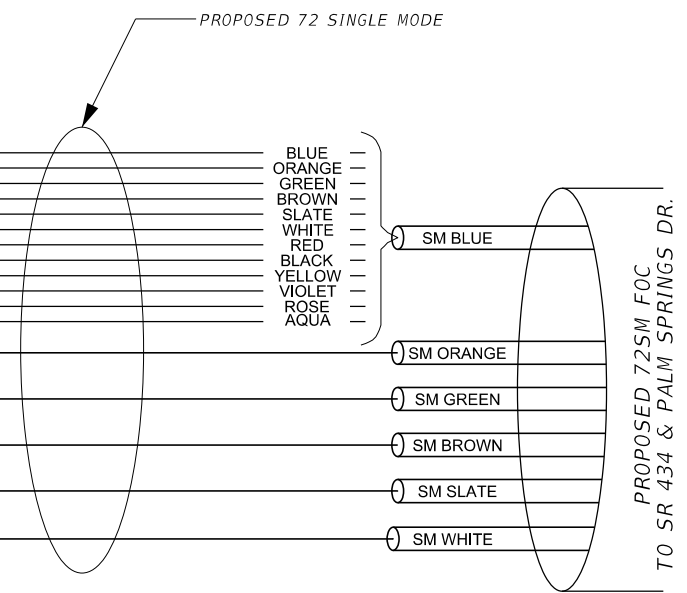 PROPOSED 72 SINGLE MODE
BLUE
ORANGE
GREEN
BROWN
SLATE
WHITE
RED
BLACK
YELLOW
VIOLET
ROSE
AQUA
SM BLUE
SM ORANGE
SM GREEN
SM BROWN
SM SLATE
SM WHITE
PROPOSED 72SM FOC
TO SR 434 & PALM SPRINGS DR.